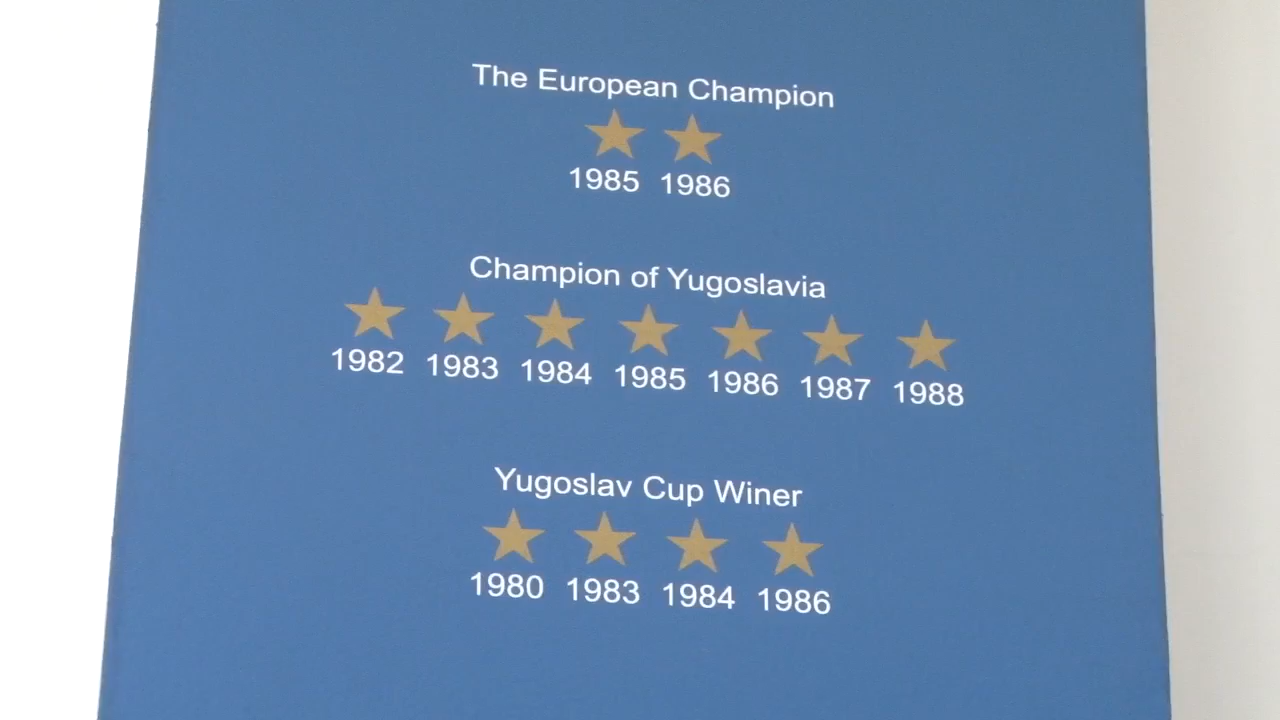 The European Champion
1985 1986
Champion of Yugoslavia
1982 1983 1984 1985 1986 1987 1988
Yugoslav Cup Winer
1980 1983 1984 1986